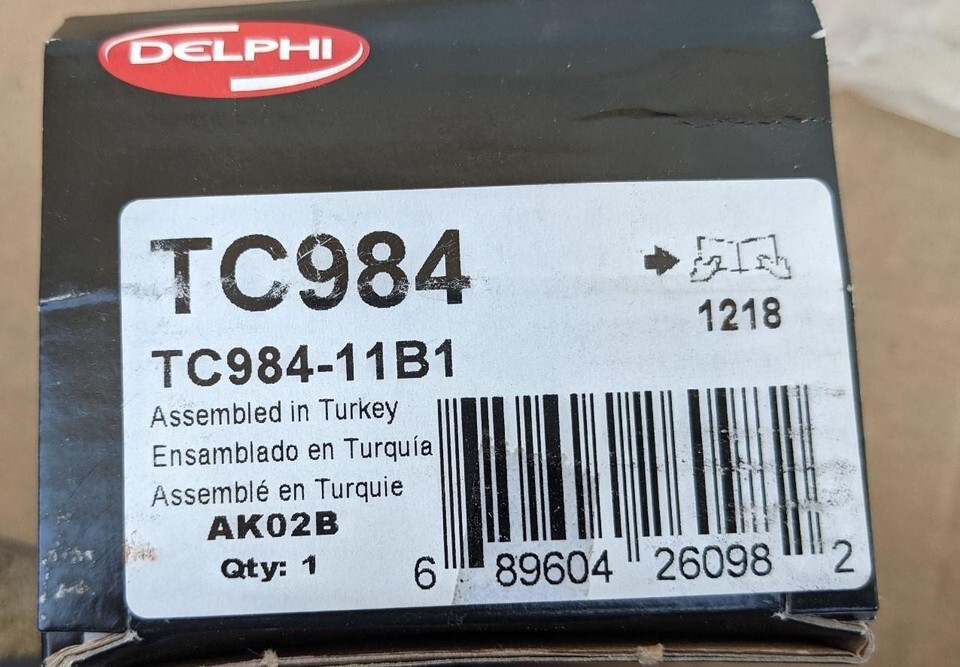 DELPHI
TC984
1218
TC984-11B1
Assembled in Turkey
Ensamblado en Turquía
Assemblé en Turquie
AK02B
Qty: 1
6 89604 26098 2